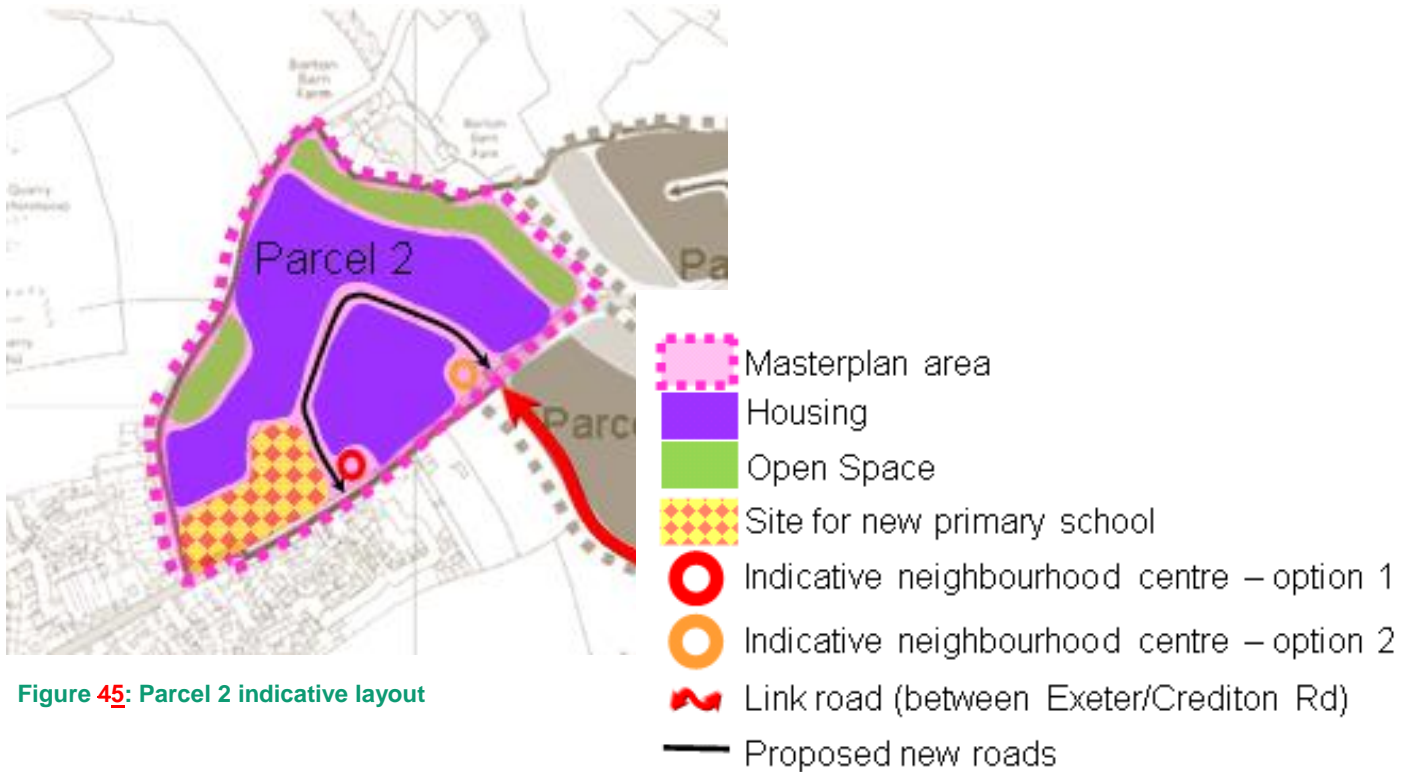 Barton
Barn
Farm
Barton
Barn
Farm
Quarry
Parcel 2
Pa
Parc
Masterplan area
Housing
Open Space
Site for new primary school
Indicative neighbourhood centre – option 1
Indicative neighbourhood centre – option 2
Link road (between Exeter/Crediton Rd)
Proposed new roads
Figure 45: Parcel 2 indicative layout